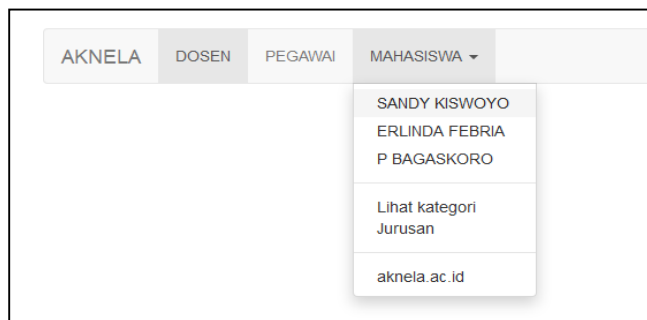 AKNELA DOSEN PEGAWAI MAHASISWA
SANDY KISWOYO
ERLINDA FEBRIA
P BAGASKORO
Lihat kategori
Jurusan
aknela.ac.id